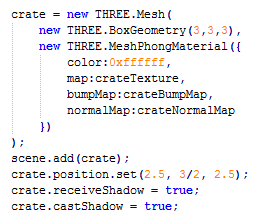 crate = new THREE.Mesh(
new THREE.BoxGeometry(3,3,3),
new THREE.MeshPhongMaterial({
color:0xffffff,
map:crateTexture,
bumpMap:crateBumpMap,
normalMap:crateNormalMap
})
);
scene.add(crate);
crate.position.set(2.5, 3/2, 2.5);
crate.receiveShadow = true;
crate.castShadow = true;